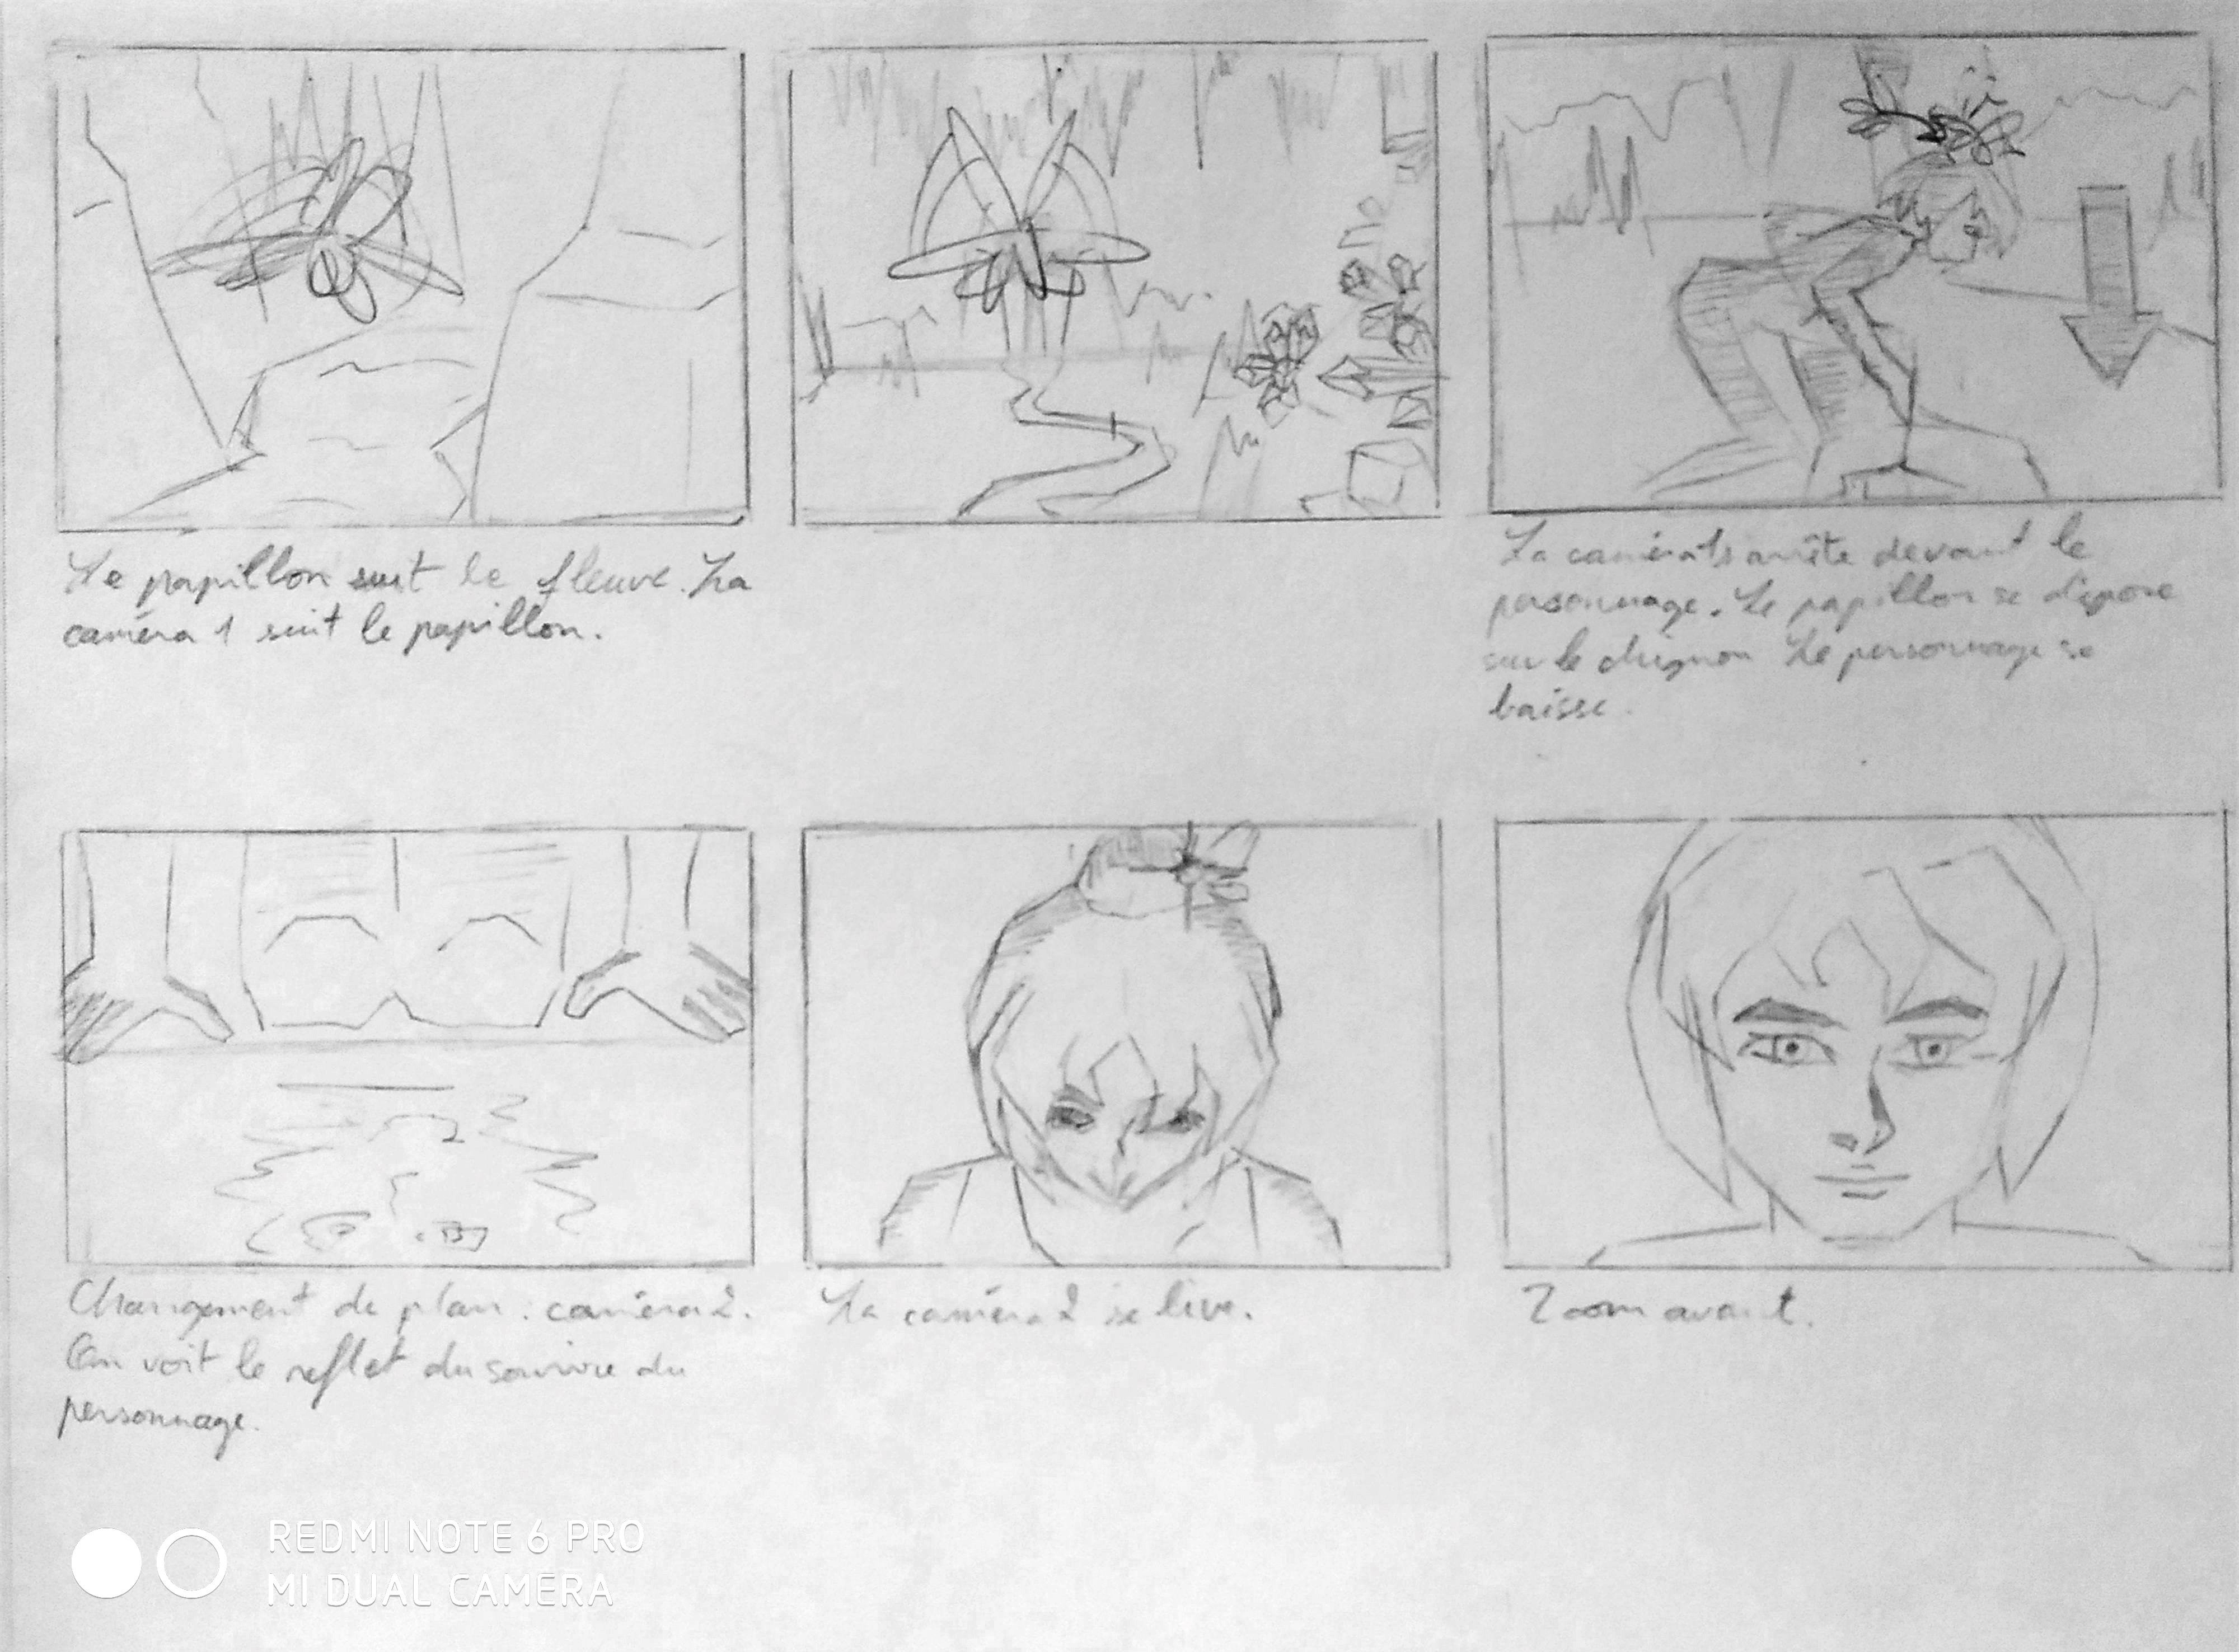 Le papillon suit le fleuve. La
caméra 1 suit le papillon.
La caméra 1 s'arrête devant le
personnage. Le papillon se dépose
sur le chignon Le personnage se
baisse.
Changement de plan : caméra 2.
On voit le reflet du sourire du
personnage.
La caméra 2 se lève.
Zoom avant.
REDMI NOTE 6 PRO
MI DUAL CAMERA